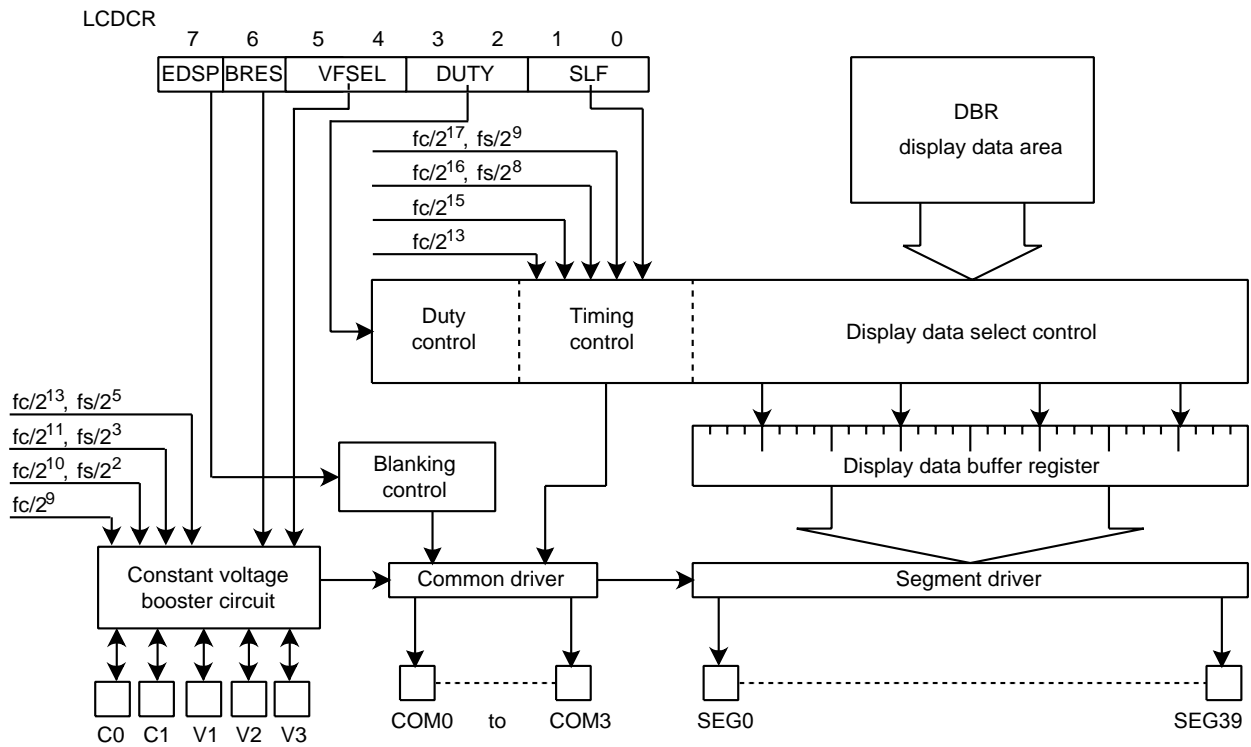 LCDCR
7 6 5 4 3 2 1 0
EDSP BRES VFSEL DUTY SLF
DBR
display data area
fc/2^17, fs/2^9
fc/2^16, fs/2^8
fc/2^15
fc/2^13
Duty
control
Timing
control
Display data select control
fc/2^13, fs/2^5
fc/2^11, fs/2^3
fc/2^10, fs/2^2
fc/2^9
Blanking
control
Display data buffer register
Constant voltage
booster circuit
Common driver
Segment driver
C0 C1 V1 V2 V3
COM0 to COM3
SEG0 SEG39